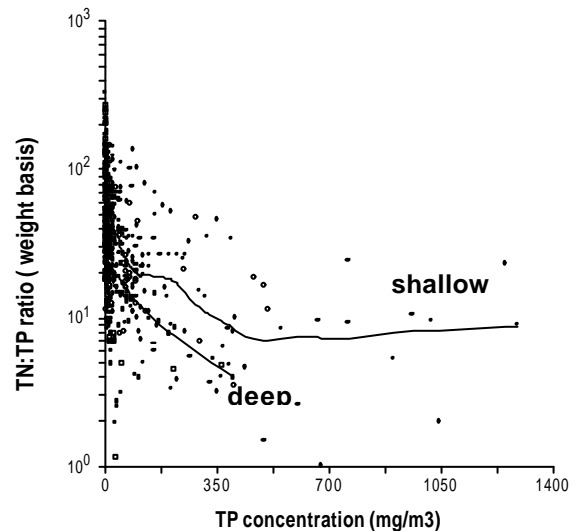 10³
10²
10¹
10⁰
TN:TP ratio ( weight basis)
shallow
deep.
0 350 700 1050 1400
TP concentration (mg/m3)